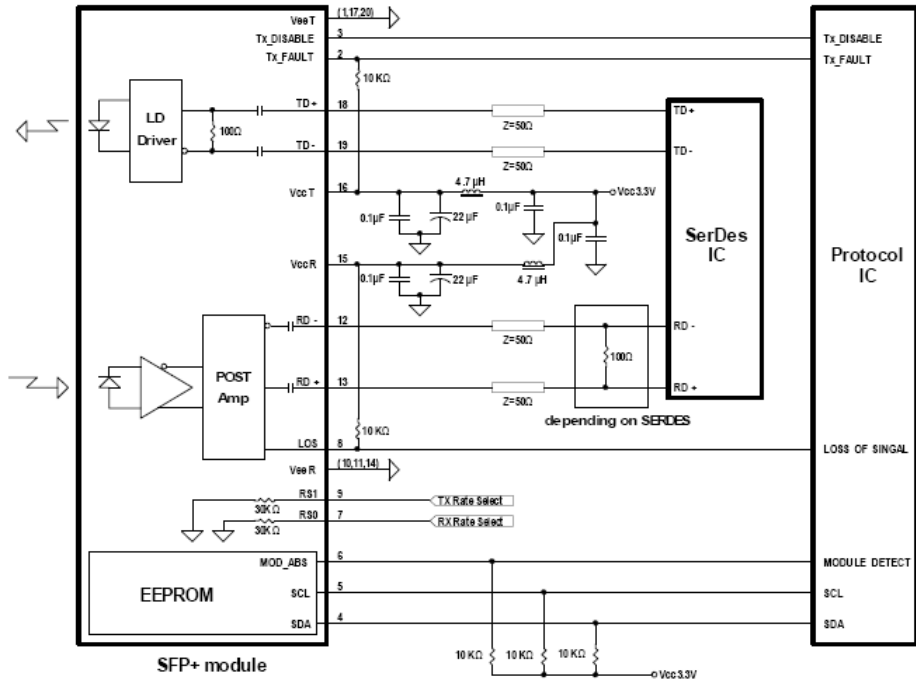 VeeT (1,17,20)
Tx_DISABLE 3 Tx_DISABLE
Tx_FAULT 2 Tx_FAULT
10 KΩ
LD Driver
100Ω
TD+ 18 Z=50Ω TD+
TD- 19 Z=50Ω TD-
VccT 16 4.7 µH Vcc3.3V
0.1µF 22 µF 0.1µF
0.1µF
SerDes IC
Protocol IC
VccR 15
0.1µF 22 µF 4.7 µH
RD - 12 Z=50Ω RD -
POST Amp
100Ω
RD + 13 Z=50Ω RD +
depending on SERDES
10 KΩ
LOS 8 LOSS OF SINGAL
VeeR (10,11,14)
RS1 9 TX Rate Select
30KΩ
RS0 7 RX Rate Select
30KΩ
MOD_ABS 6 MODULE DETECT
EEPROM
SCL 5 SCL
SDA 4 SDA
10 KΩ 10 KΩ 10 KΩ
Vcc3.3V
SFP+ module